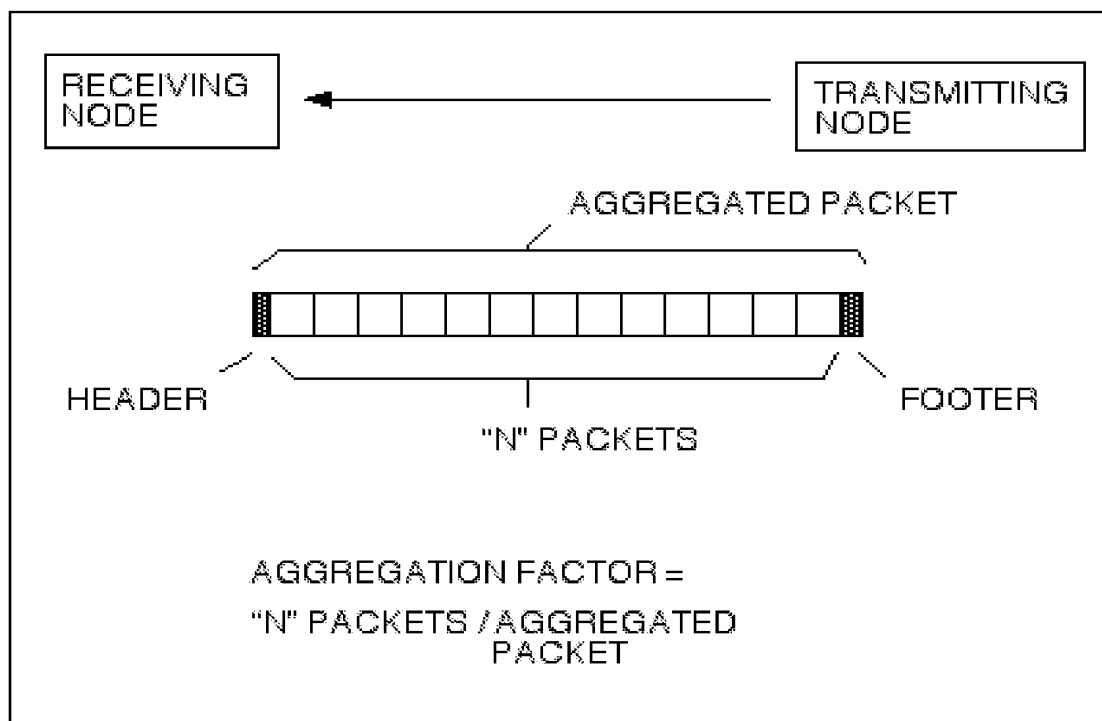 RECEIVING
NODE
TRANSMITTING
NODE
AGGREGATED PACKET
HEADER
FOOTER
“N” PACKETS
AGGREGATION FACTOR =
“N” PACKETS / AGGREGATED
PACKET